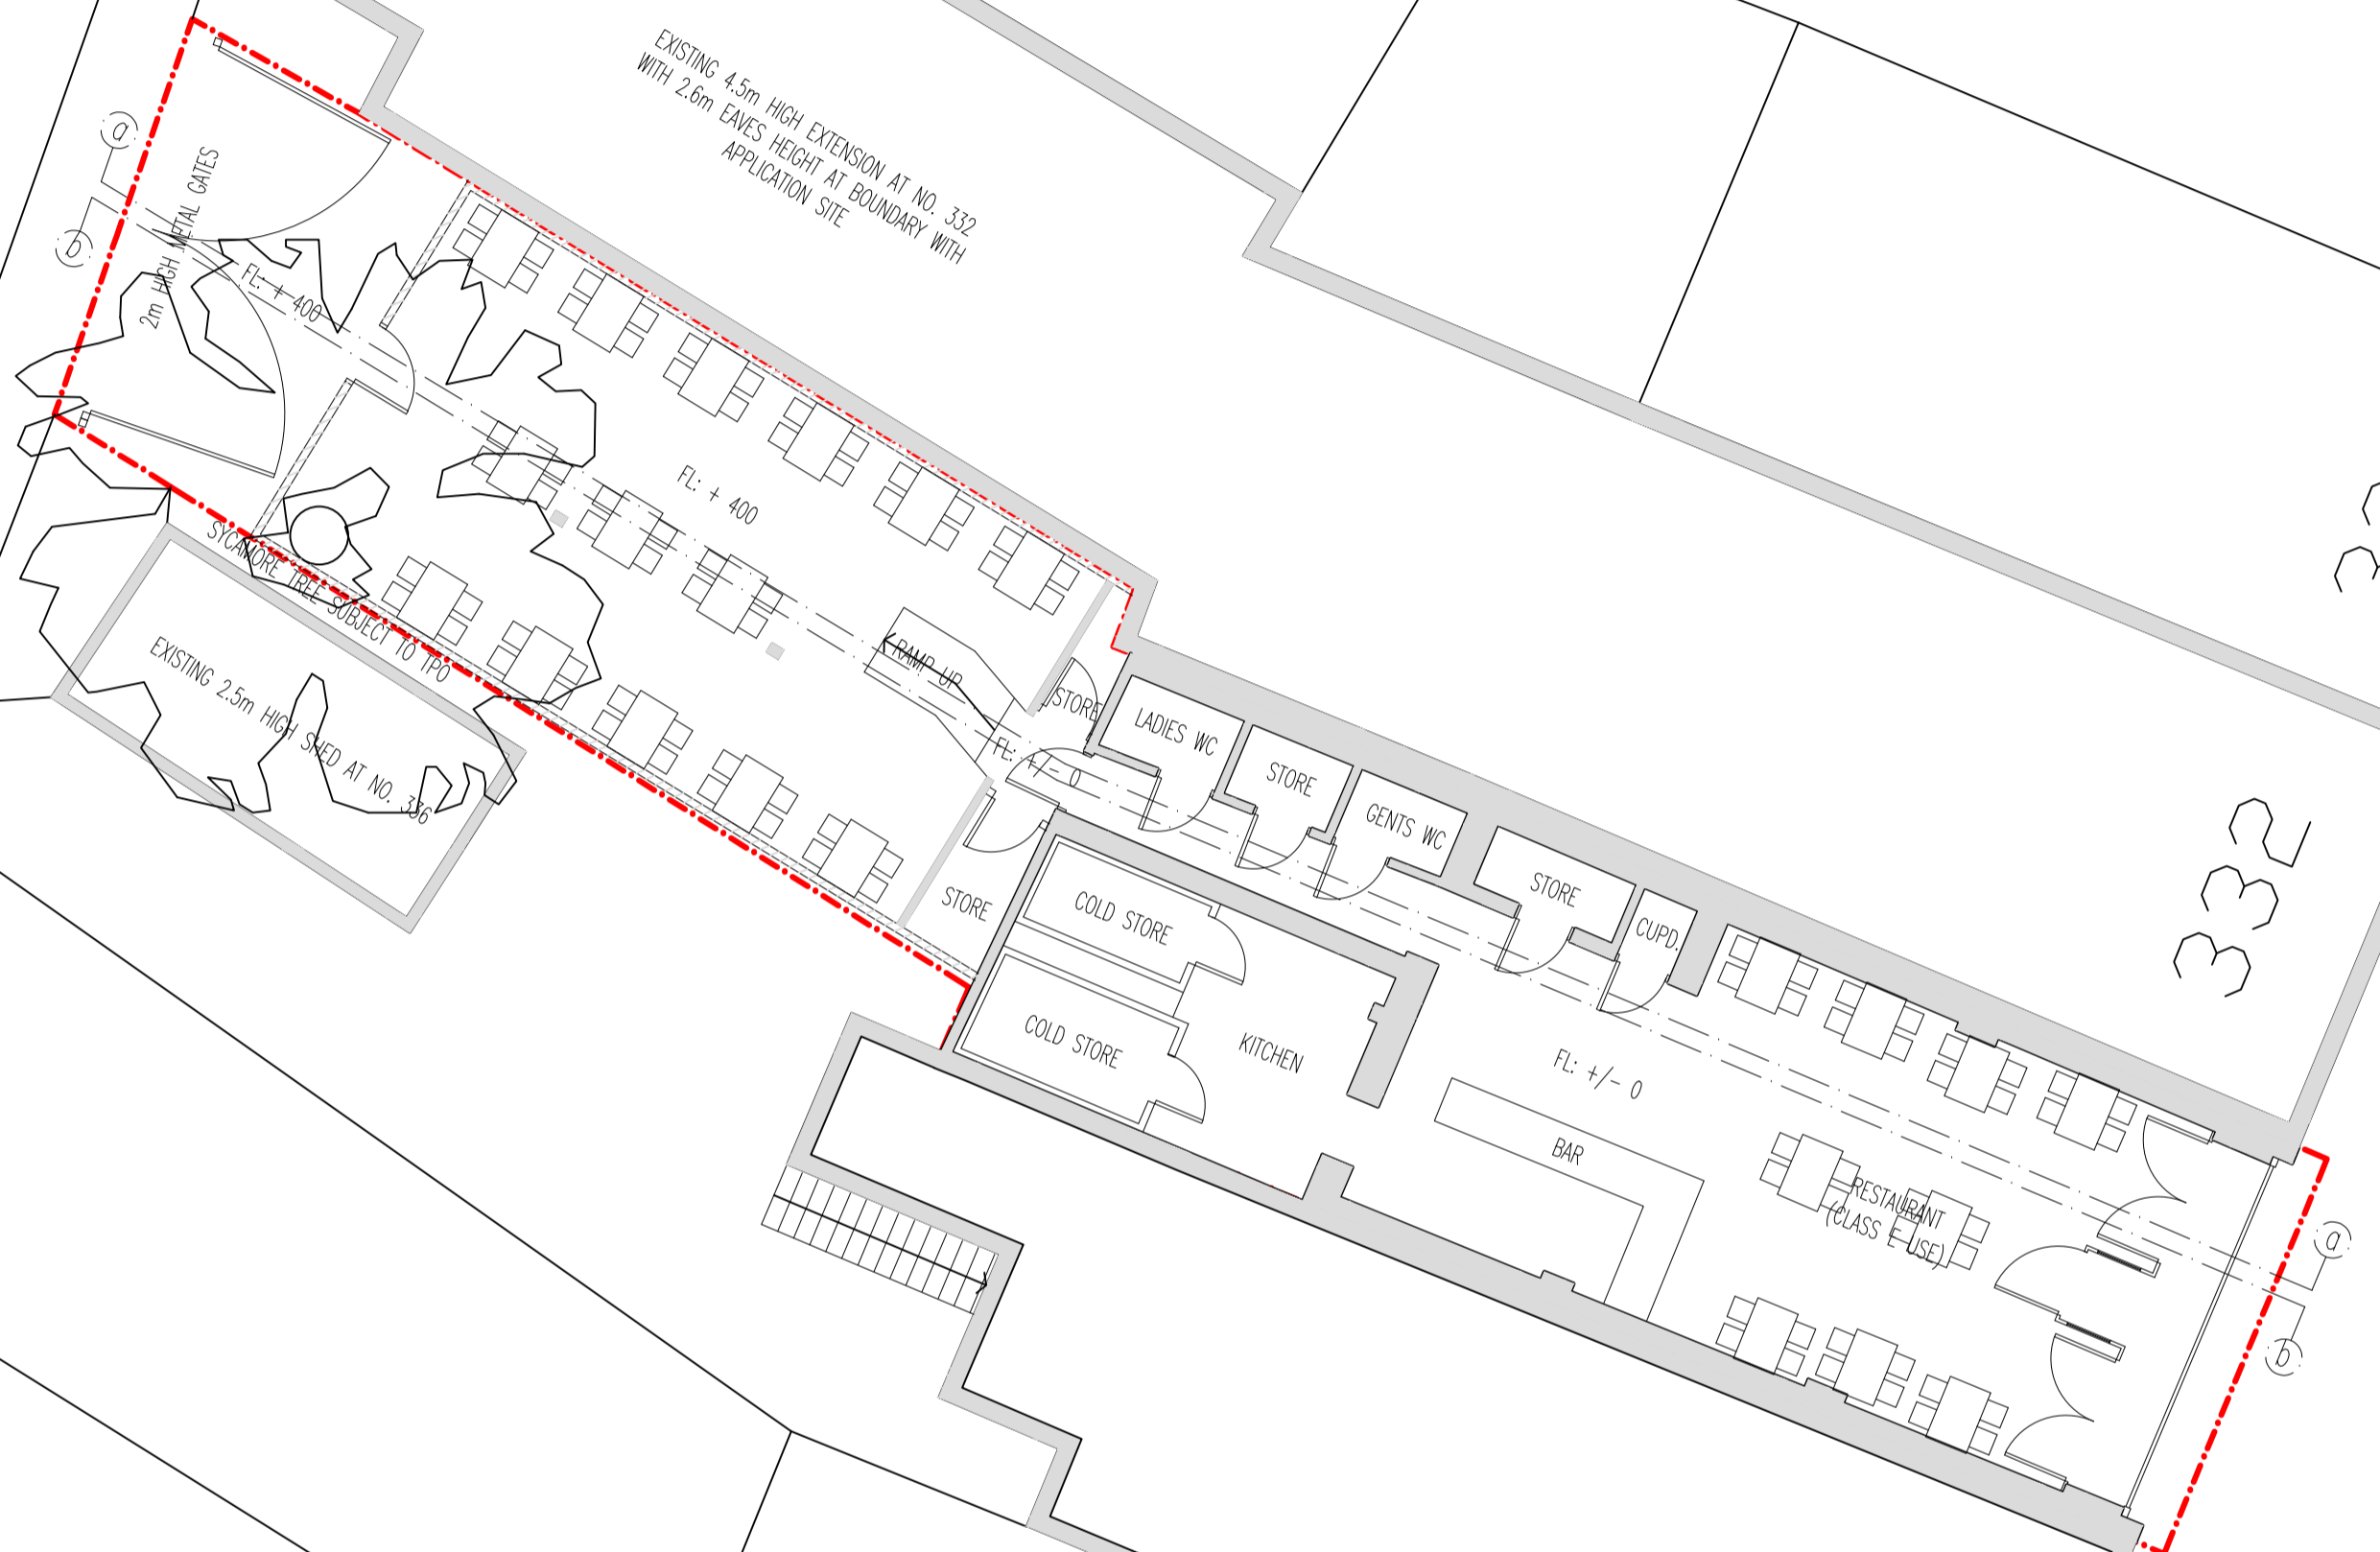 EXISTING 4.5m HIGH EXTENSION AT NO. 332
WITH 2.6m EAVES HEIGHT AT BOUNDARY WITH
APPLICATION SITE
a
b
2m HIGH METAL GATES
FL: + 400
FL: + 400
SYCAMORE TREE SUBJECT TO TPO
EXISTING 2.5m HIGH SHED AT NO. 336
RAMP UP
FL: +/- 0
STORE
LADIES WC
STORE
GENTS WC
STORE
CUPD.
STORE
COLD STORE
COLD STORE
KITCHEN
FL: +/- 0
BAR
RESTAURANT
(CLASS E USE)
332
a
b